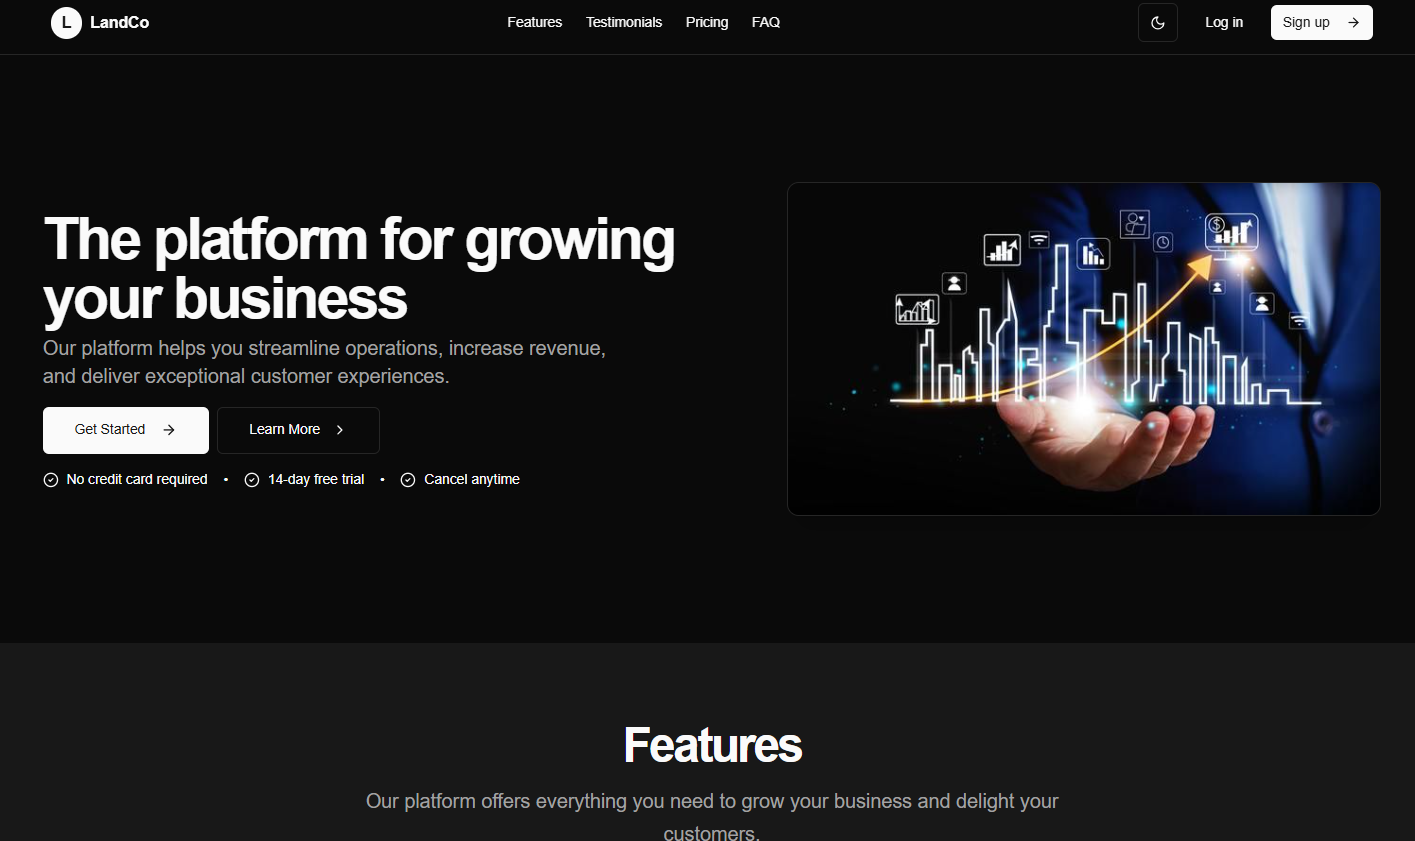 L LandCo
Features Testimonials Pricing FAQ
Log in
Sign up
The platform for growing
your business
Our platform helps you streamline operations, increase revenue,
and deliver exceptional customer experiences.
Get Started
Learn More
No credit card required • 14-day free trial • Cancel anytime
$
Features
Our platform offers everything you need to grow your business and delight your
customers.